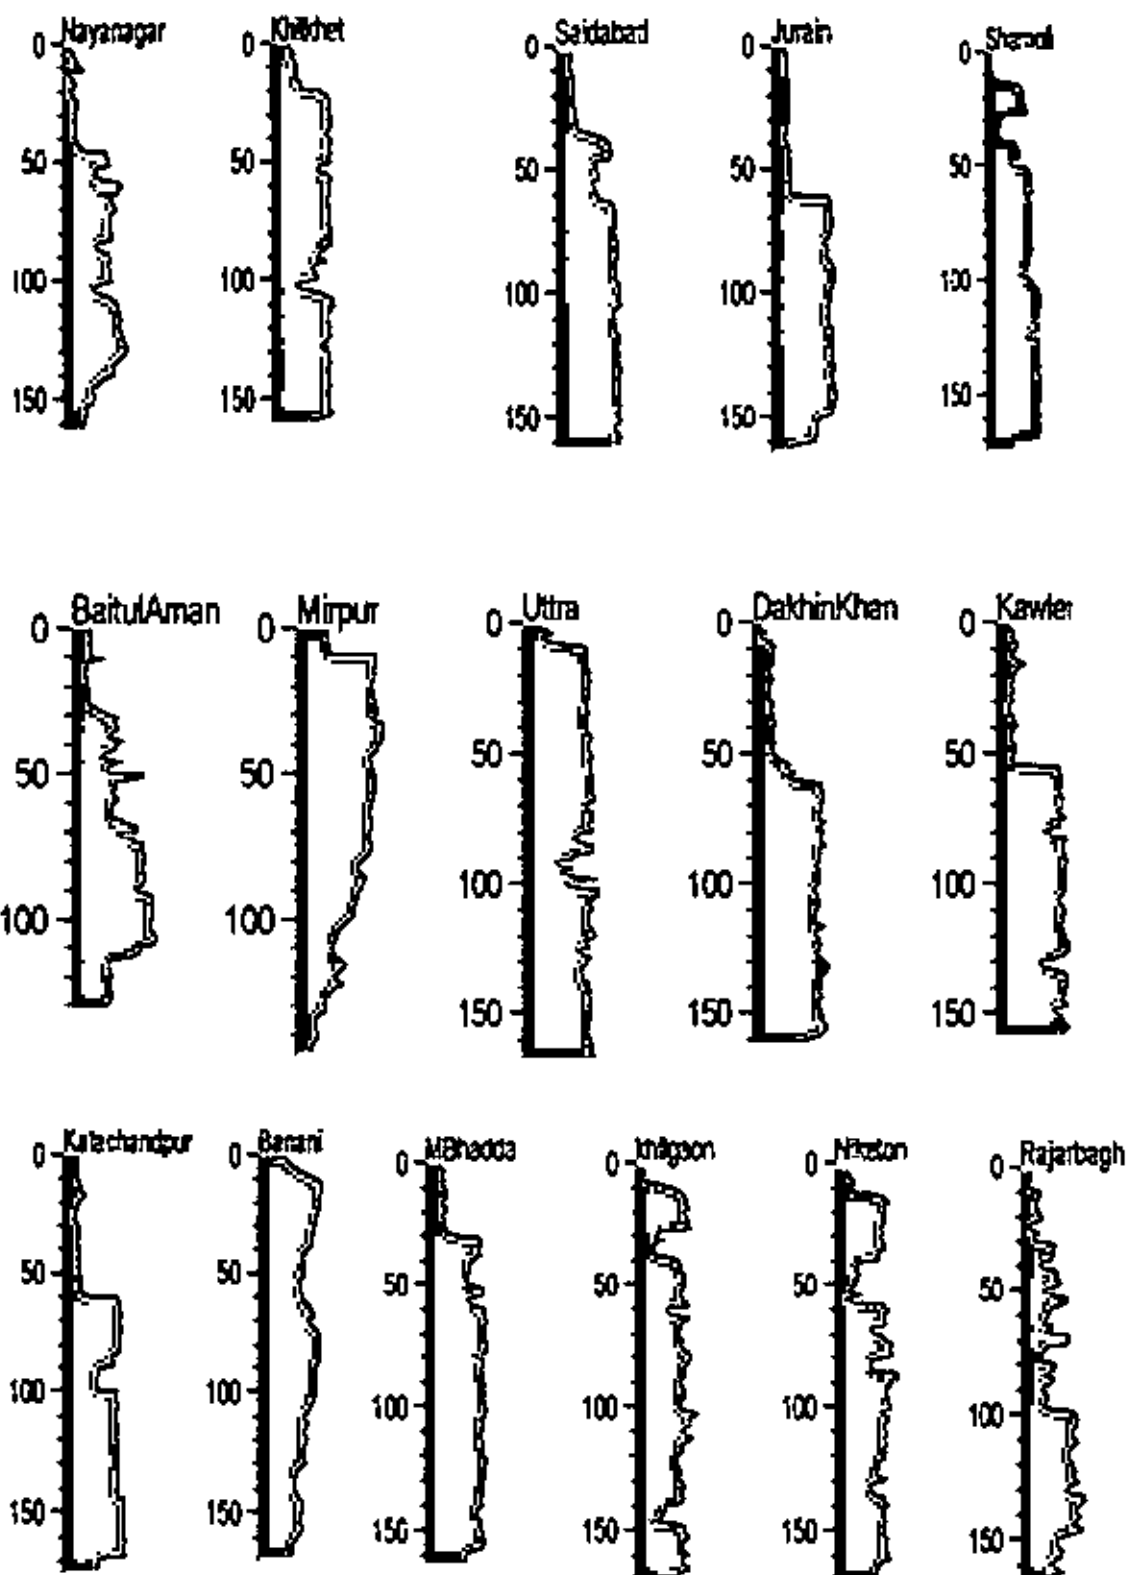 Nayanagar Khilkhet Saidabad Jurain
0 0 0 0 0
50 50 50 50 50
100 100 100 100 100
150 150 150 150 150
BaitulAman Mirpur Uttra DakhinKhan Kawler
0 0 0 0 0
50 50 50 50 50
100 100 100 100 100
150 150 150
Banani MBhadda Rajarbagh
0 0 0 0 0 0
50 50 50 50 50 50
100 100 100 100 100 100
150 150 150 150 150 150